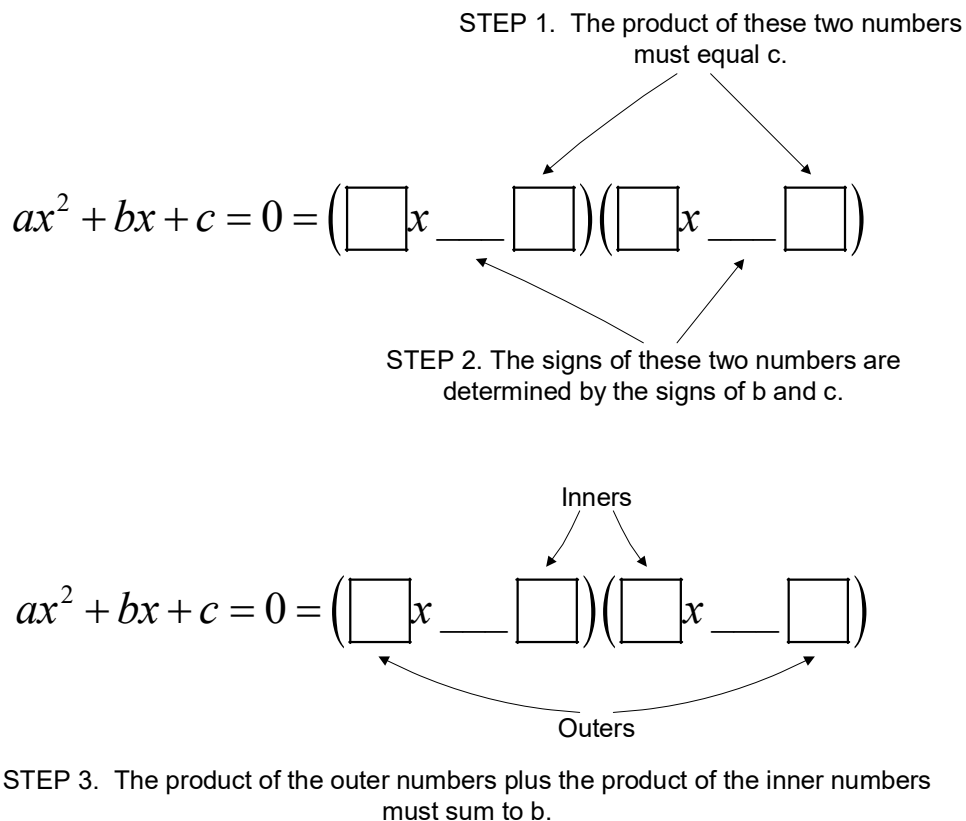 STEP 1.  The product of these two numbers
must equal c.
ax² + bx + c = 0 = (□x ___ □)(□x ___ □)
STEP 2. The signs of these two numbers are
determined by the signs of b and c.
Inners
ax² + bx + c = 0 = (□x ___ □)(□x ___ □)
Outers
STEP 3.  The product of the outer numbers plus the product of the inner numbers
must sum to b.